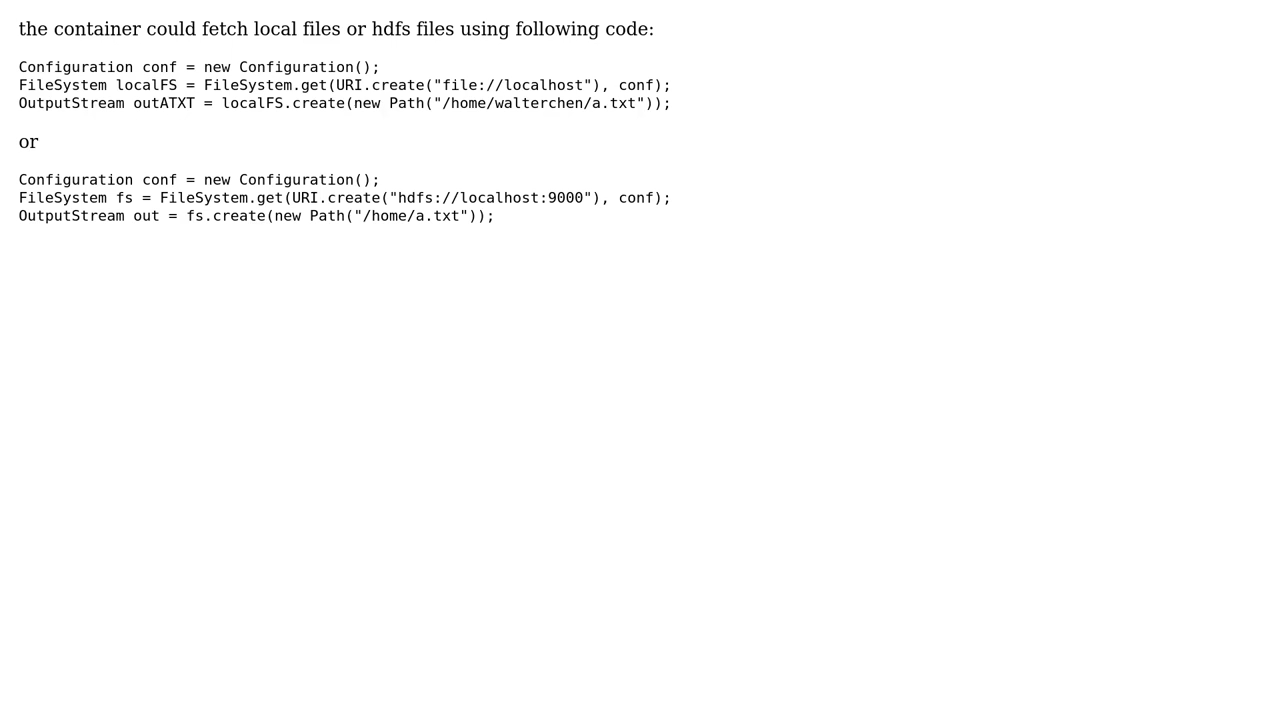 the container could fetch local files or hdfs files using following code:
Configuration conf = new Configuration();
FileSystem localFS = FileSystem.get(URI.create("file://localhost"), conf);
OutputStream outATXT = localFS.create(new Path("/home/walterchen/a.txt"));
or
Configuration conf = new Configuration();
FileSystem fs = FileSystem.get(URI.create("hdfs://localhost:9000"), conf);
OutputStream out = fs.create(new Path("/home/a.txt"));